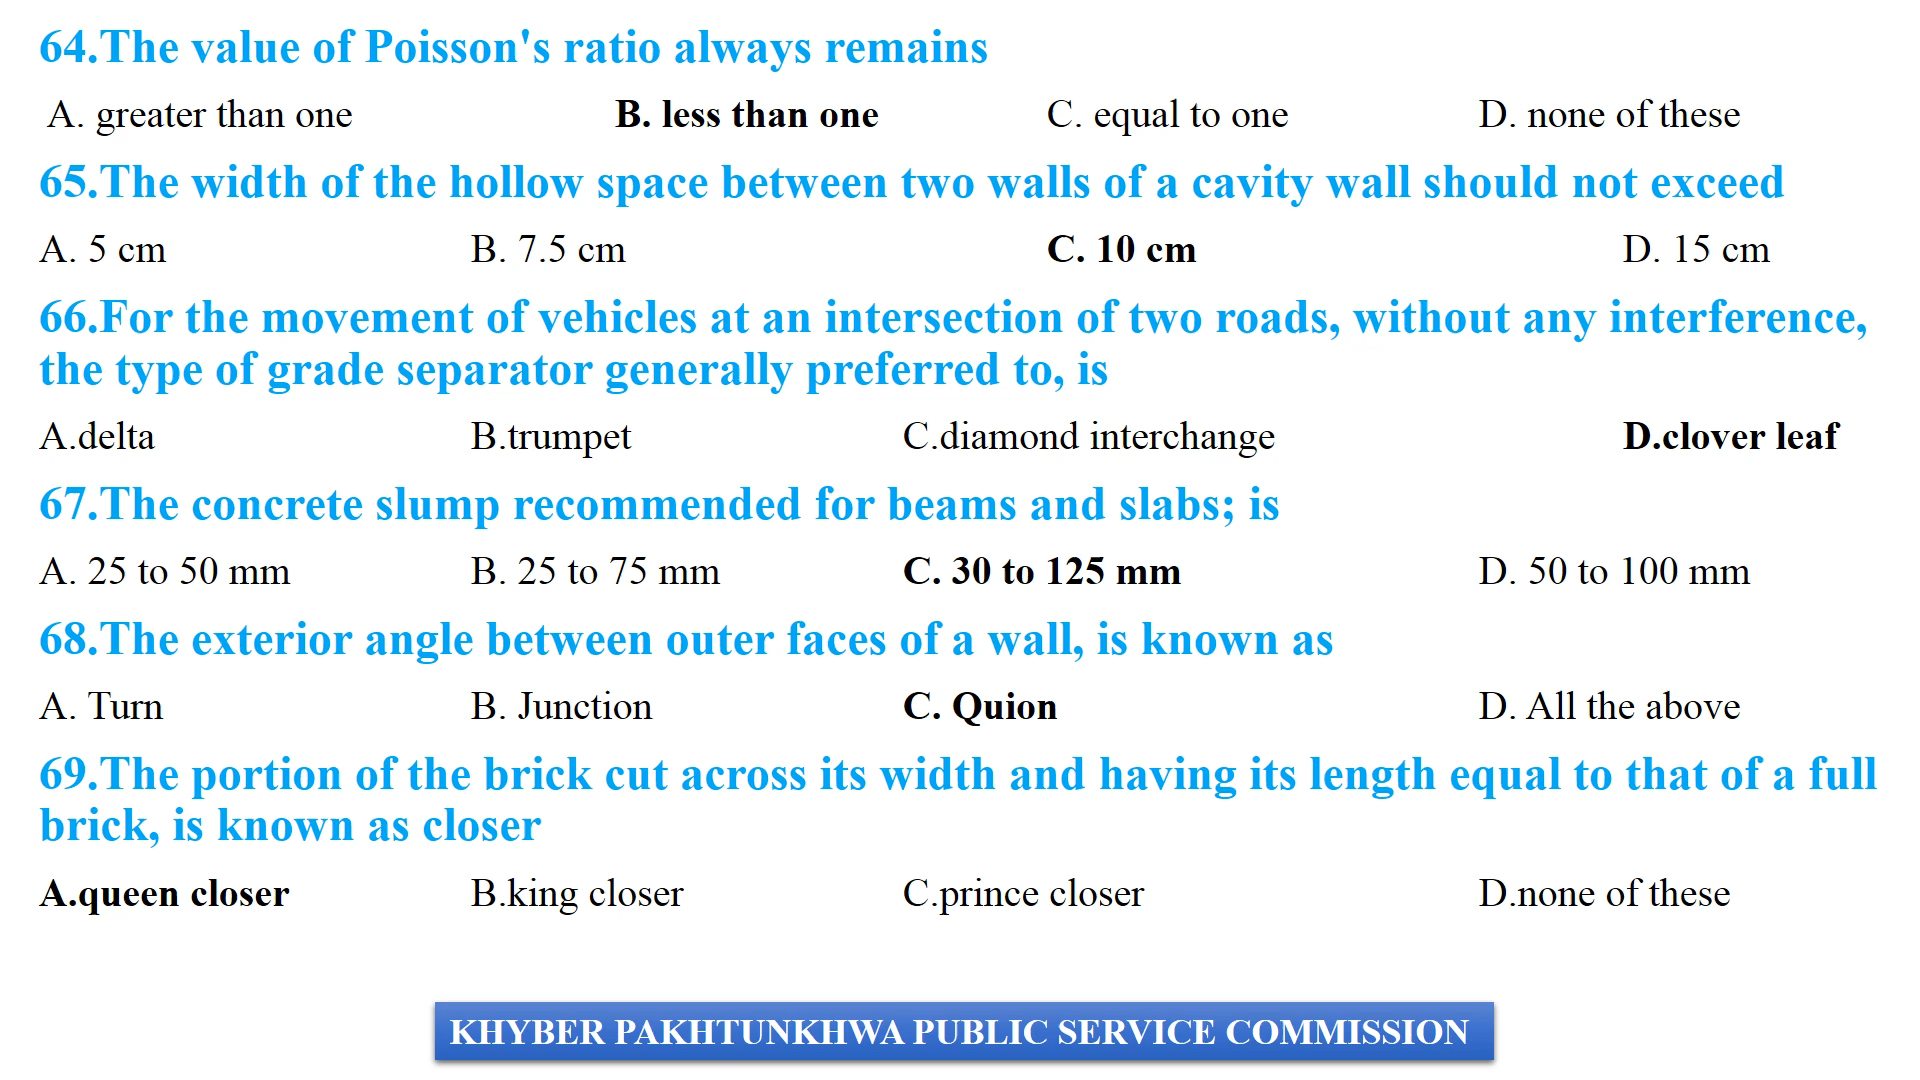 64.The value of Poisson's ratio always remains
A. greater than one B. less than one C. equal to one D. none of these
65.The width of the hollow space between two walls of a cavity wall should not exceed
A. 5 cm B. 7.5 cm C. 10 cm D. 15 cm
66.For the movement of vehicles at an intersection of two roads, without any interference,
the type of grade separator generally preferred to, is
A.delta B.trumpet C.diamond interchange D.clover leaf
67.The concrete slump recommended for beams and slabs; is
A. 25 to 50 mm B. 25 to 75 mm C. 30 to 125 mm D. 50 to 100 mm
68.The exterior angle between outer faces of a wall, is known as
A. Turn B. Junction C. Quion D. All the above
69.The portion of the brick cut across its width and having its length equal to that of a full
brick, is known as closer
A.queen closer B.king closer C.prince closer D.none of these
KHYBER PAKHTUNKHWA PUBLIC SERVICE COMMISSION